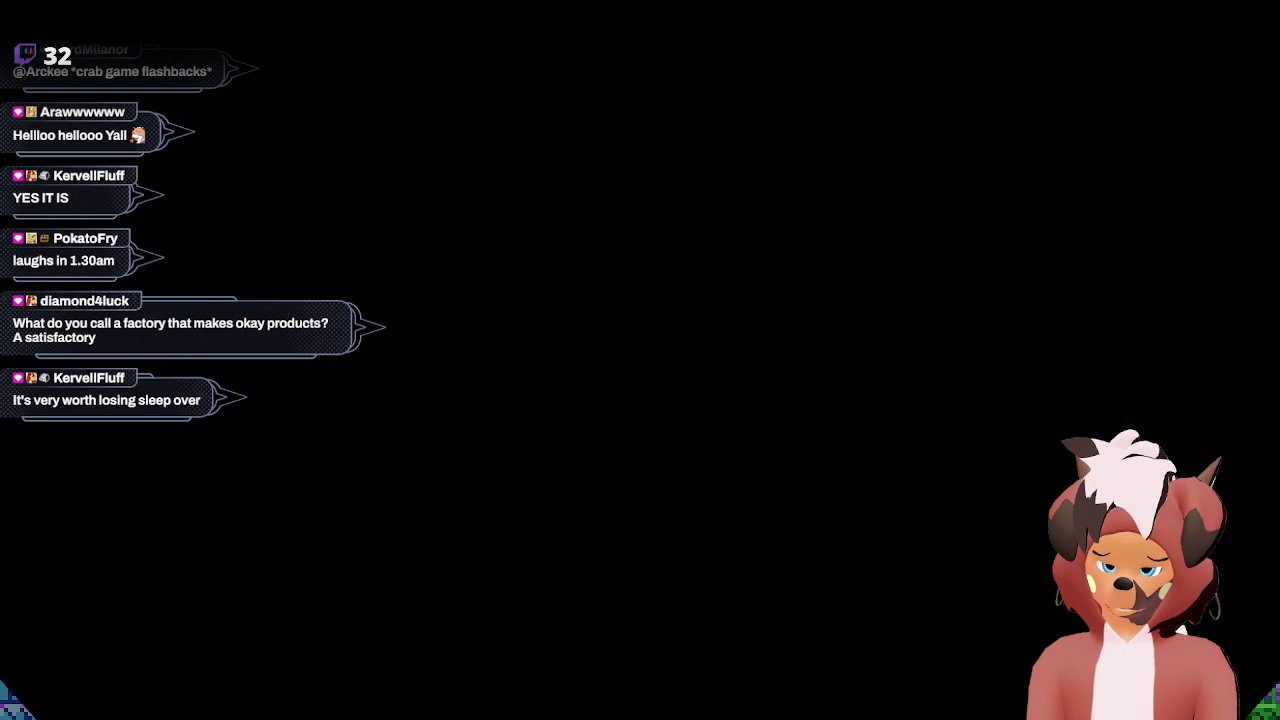 32
@Arckee *crab game flashbacks*
Arawwwwww
Hellloo hellooo Yall
KervellFluff
YES IT IS
PokatoFry
laughs in 1.30am
diamond4luck
What do you call a factory that makes okay products?
A satisfactory
KervellFluff
It's very worth losing sleep over